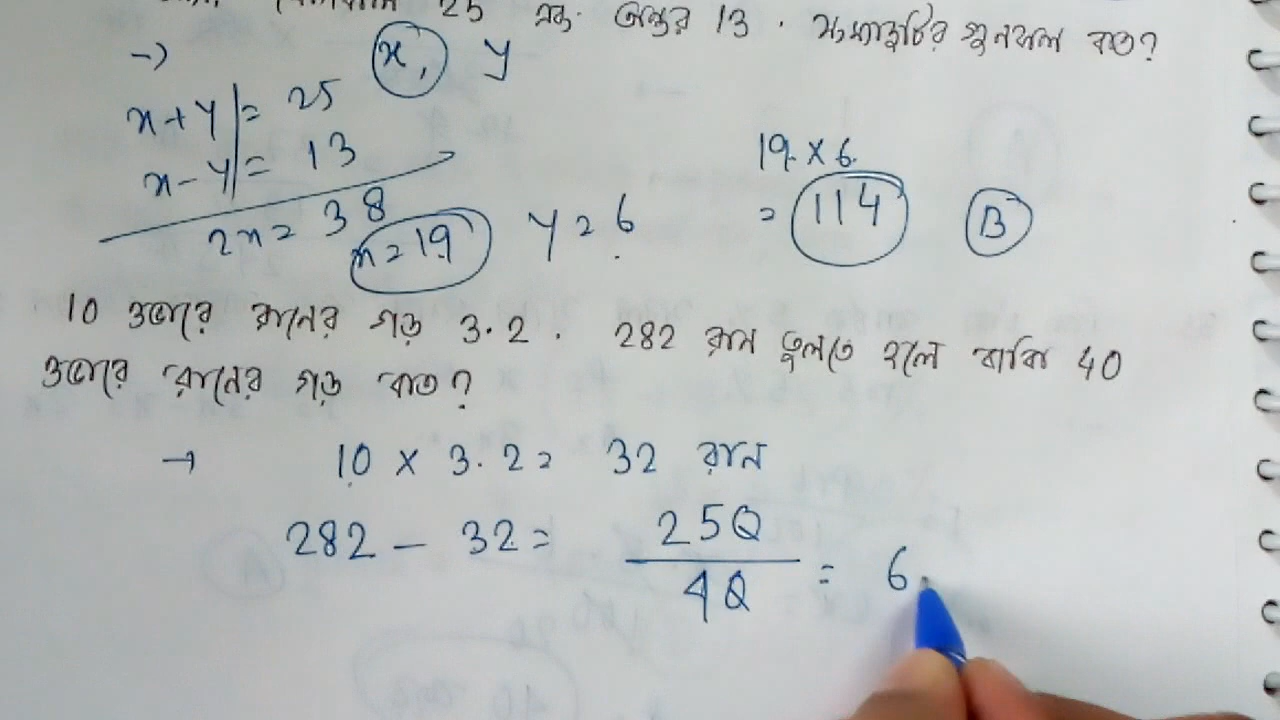 25 এবং অন্তর 13 . সংখ্যাদুটির গুনফল কত?
→ x, y
x + y = 25
x - y = 13
19 × 6
2x = 38
= 114 B
x = 19 y = 6
10 ওভারে রানের গড় 3.2 . 282 রান তুলতে হলে বাকি 40
ওভারে রানের গড় কত?
→ 10 × 3.2 = 32 রান
282 - 32 = 250/40 = 6